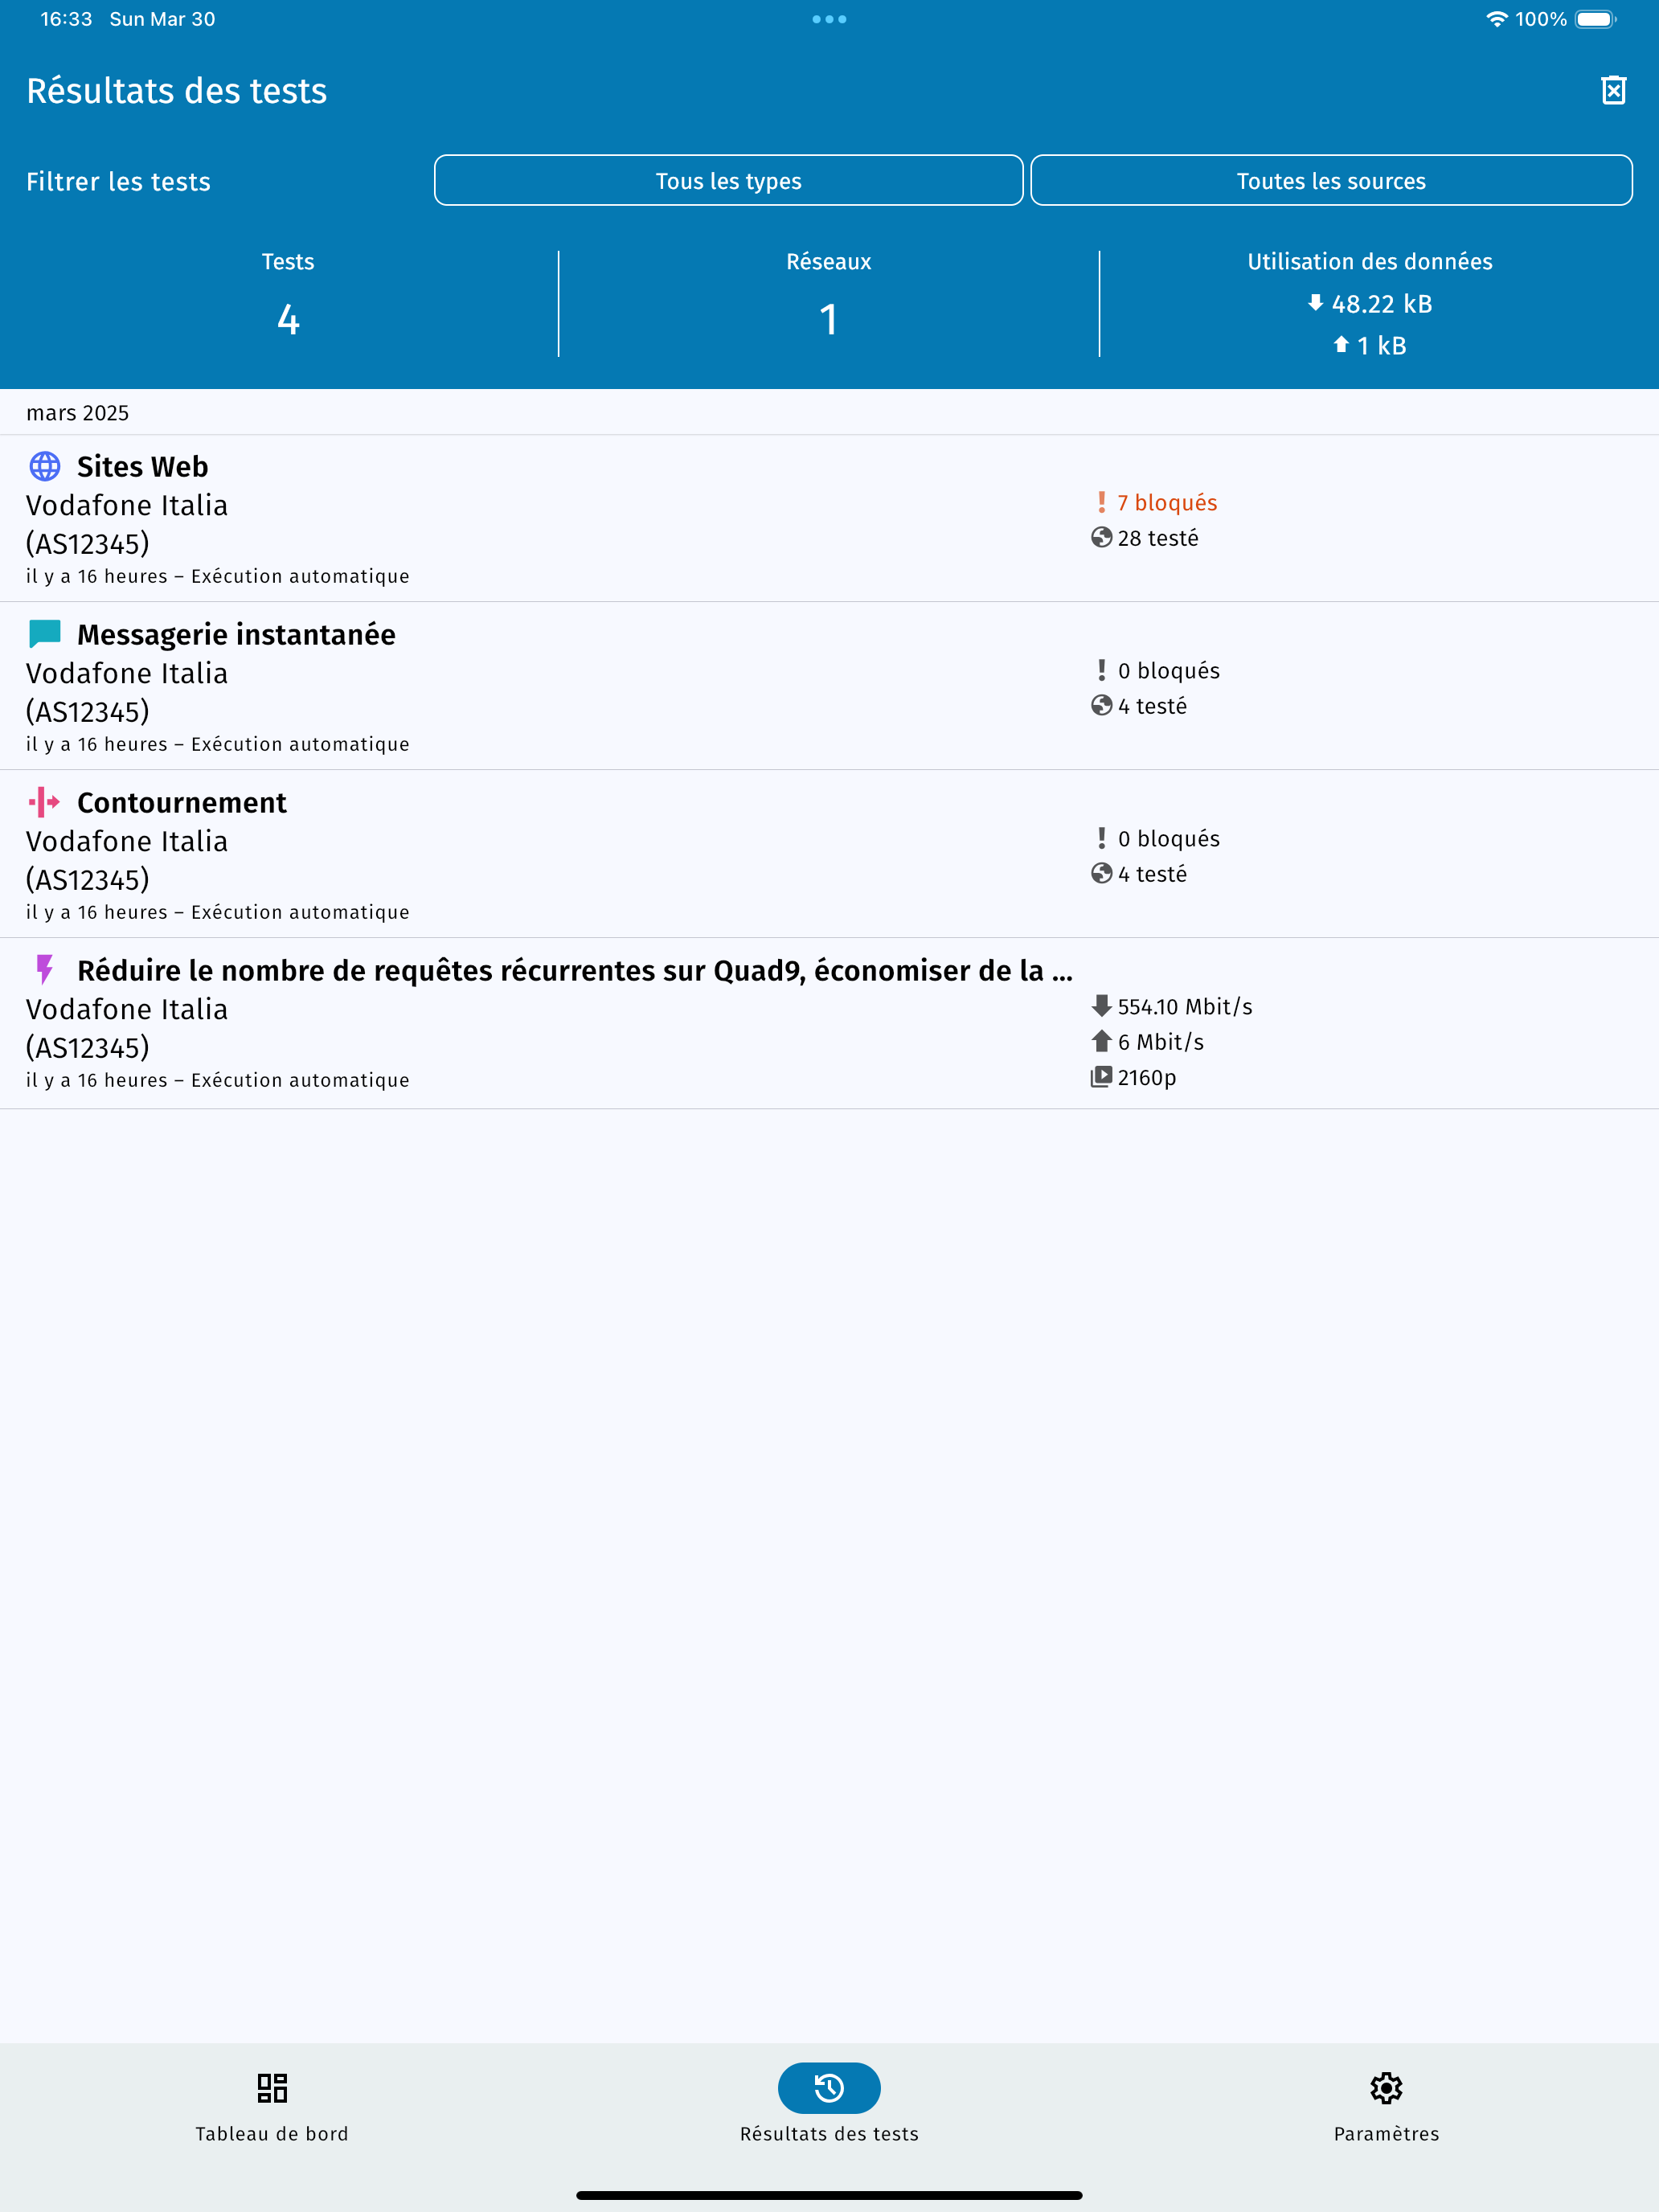 16:33 Sun Mar 30
100%
Résultats des tests
Filtrer les tests
Tous les types
Toutes les sources
Tests
4
Réseaux
1
Utilisation des données
48.22 kB
1 kB
mars 2025
Sites Web
Vodafone Italia
(AS12345)
il y a 16 heures – Exécution automatique
7 bloqués
28 testé
Messagerie instantanée
Vodafone Italia
(AS12345)
il y a 16 heures – Exécution automatique
0 bloqués
4 testé
Contournement
Vodafone Italia
(AS12345)
il y a 16 heures – Exécution automatique
0 bloqués
4 testé
Réduire le nombre de requêtes récurrentes sur Quad9, économiser de la ...
Vodafone Italia
(AS12345)
il y a 16 heures – Exécution automatique
554.10 Mbit/s
6 Mbit/s
2160p
Tableau de bord
Résultats des tests
Paramètres